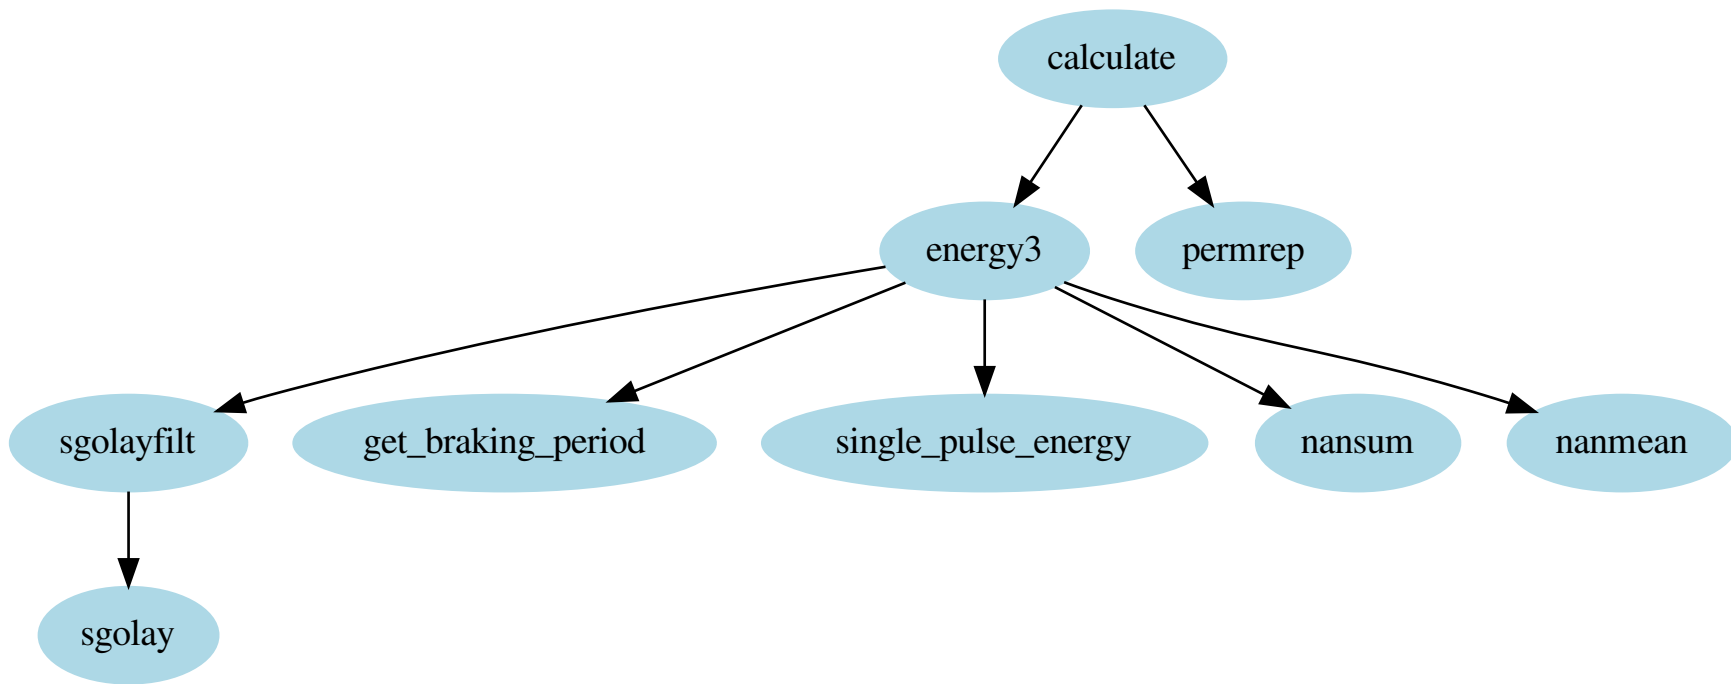 calculate
energy3
permrep
sgolayfilt
get_braking_period
single_pulse_energy
nansum
nanmean
sgolay